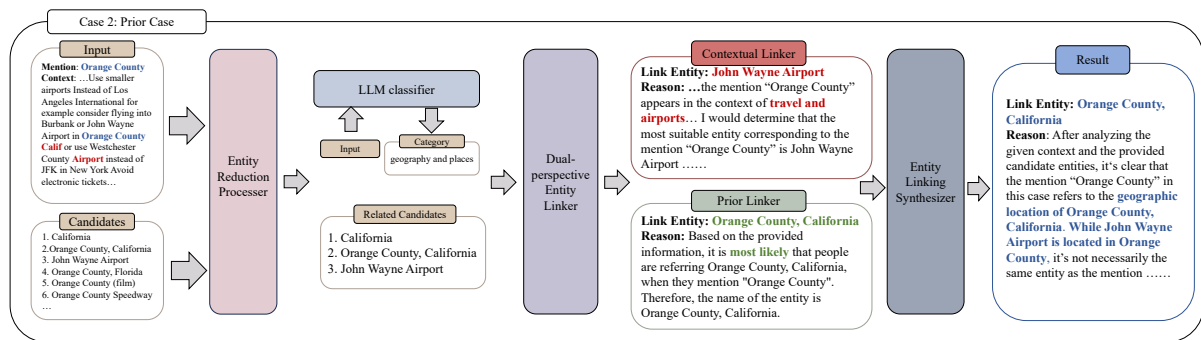 Case 2: Prior Case
Input
Mention: Orange County
Context: …Use smaller
airports Instead of Los
Angeles International for
example consider flying into
Burbank or John Wayne
Airport in Orange County
Calif or use Westchester
County Airport instead of
JFK in New York Avoid
electronic tickets…
Candidates
1. California
2.Orange County, California
3. John Wayne Airport
4. Orange County, Florida
5. Orange County (film)
6. Orange County Speedway
…
Entity
Reduction
Processer
LLM classifier
Input
Category
geography and places
Related Candidates
1. California
2. Orange County, California
3. John Wayne Airport
Dual-
perspective
Entity
Linker
Contextual Linker
Link Entity: John Wayne Airport
Reason: …the mention “Orange County”
appears in the context of travel and
airports… I would determine that the
most suitable entity corresponding to the
mention “Orange County” is John Wayne
Airport ……
Prior Linker
Link Entity: Orange County, California
Reason: Based on the provided
information, it is most likely that people
are referring Orange County, California,
when they mention "Orange County".
Therefore, the name of the entity is
Orange County, California.
Entity
Linking
Synthesizer
Result
Link Entity: Orange County,
California
Reason: After analyzing the
given context and the provided
candidate entities, it‘s clear that
the mention “Orange County” in
this case refers to the geographic
location of Orange County,
California. While John Wayne
Airport is located in Orange
County, it’s not necessarily the
same entity as the mention ……